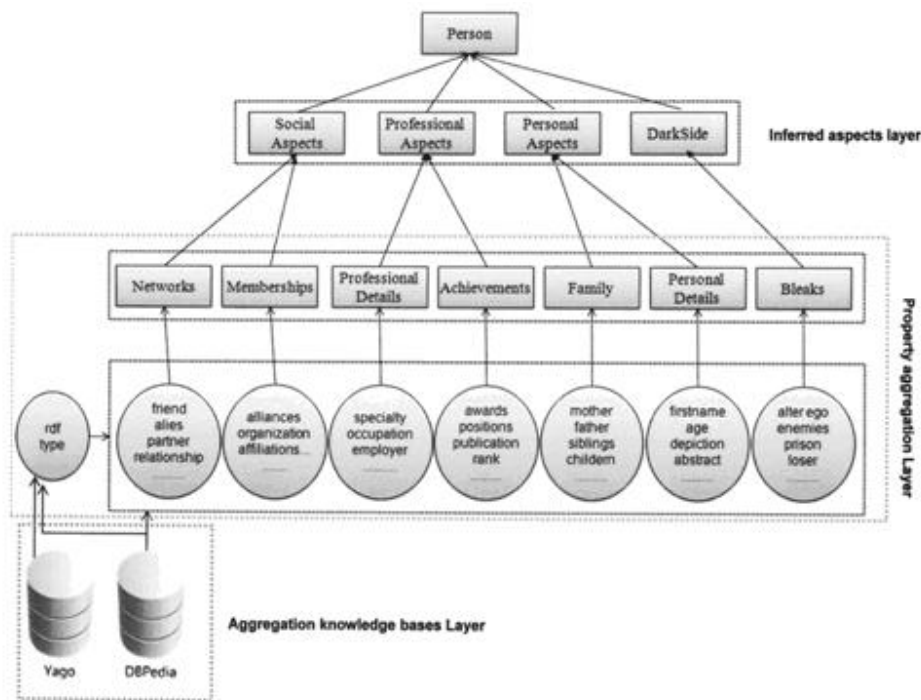 Person
Social
Aspects
Professional
Aspects
Personal
Aspects
DarkSide
Inferred aspects layer
Networks
Memberships
Professional
Details
Achievements
Family
Personal
Details
Bleaks
Property aggregation Layer
rdf
type
friend
alies
partner
relationship
alliances
organization
affiliations...
specialty
occupation
employer
awards
positions
publication
rank
mother
father
siblings
childern
firstname
age
depiction
abstract
alter ego
enemies
prison
loser
Yago
DBPedia
Aggregation knowledge bases Layer